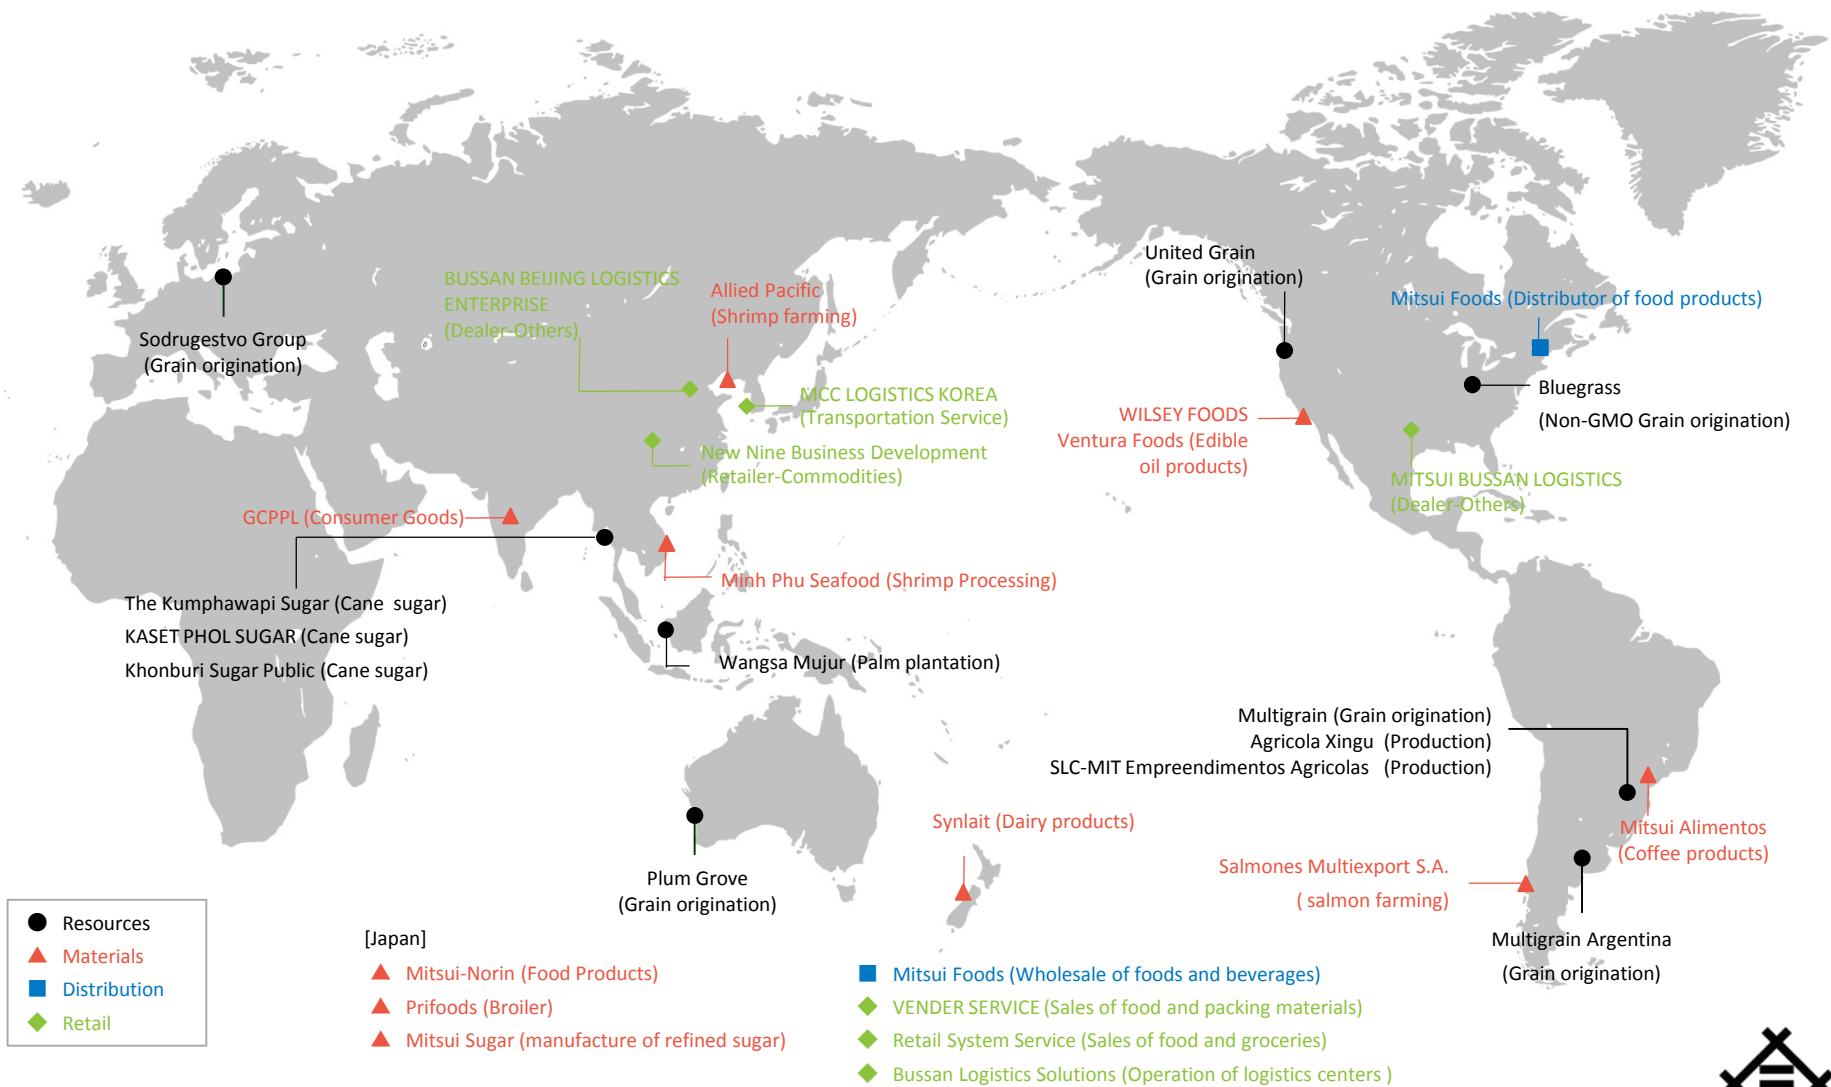 United Grain
(Grain origination)
BUSSAN BEIJING LOGISTICS
ENTERPRISE
(Dealer-Others)
Allied Pacific
(Shrimp farming)
Mitsui Foods (Distributor of food products)
Sodrugestvo Group
(Grain origination)
MCC LOGISTICS KOREA
(Transportation Service)
Bluegrass
(Non-GMO Grain origination)
WILSEY FOODS
Ventura Foods (Edible
oil products)
New Nine Business Development
(Retailer-Commodities)
MITSUI BUSSAN LOGISTICS
(Dealer-Others)
GCPPL (Consumer Goods)
Minh Phu Seafood (Shrimp Processing)
The Kumphawapi Sugar (Cane sugar)
KASET PHOL SUGAR (Cane sugar)
Khonburi Sugar Public (Cane sugar)
Wangsa Mujur (Palm plantation)
Multigrain (Grain origination)
Agricola Xingu (Production)
SLC-MIT Empreendimentos Agricolas (Production)
Synlait (Dairy products)
Mitsui Alimentos
(Coffee products)
Plum Grove
(Grain origination)
Salmones Multiexport S.A.
( salmon farming)
Multigrain Argentina
(Grain origination)
Resources
Materials
Distribution
Retail
[Japan]
Mitsui-Norin (Food Products)
Prifoods (Broiler)
Mitsui Sugar (manufacture of refined sugar)
Mitsui Foods (Wholesale of foods and beverages)
VENDER SERVICE (Sales of food and packing materials)
Retail System Service (Sales of food and groceries)
Bussan Logistics Solutions (Operation of logistics centers )